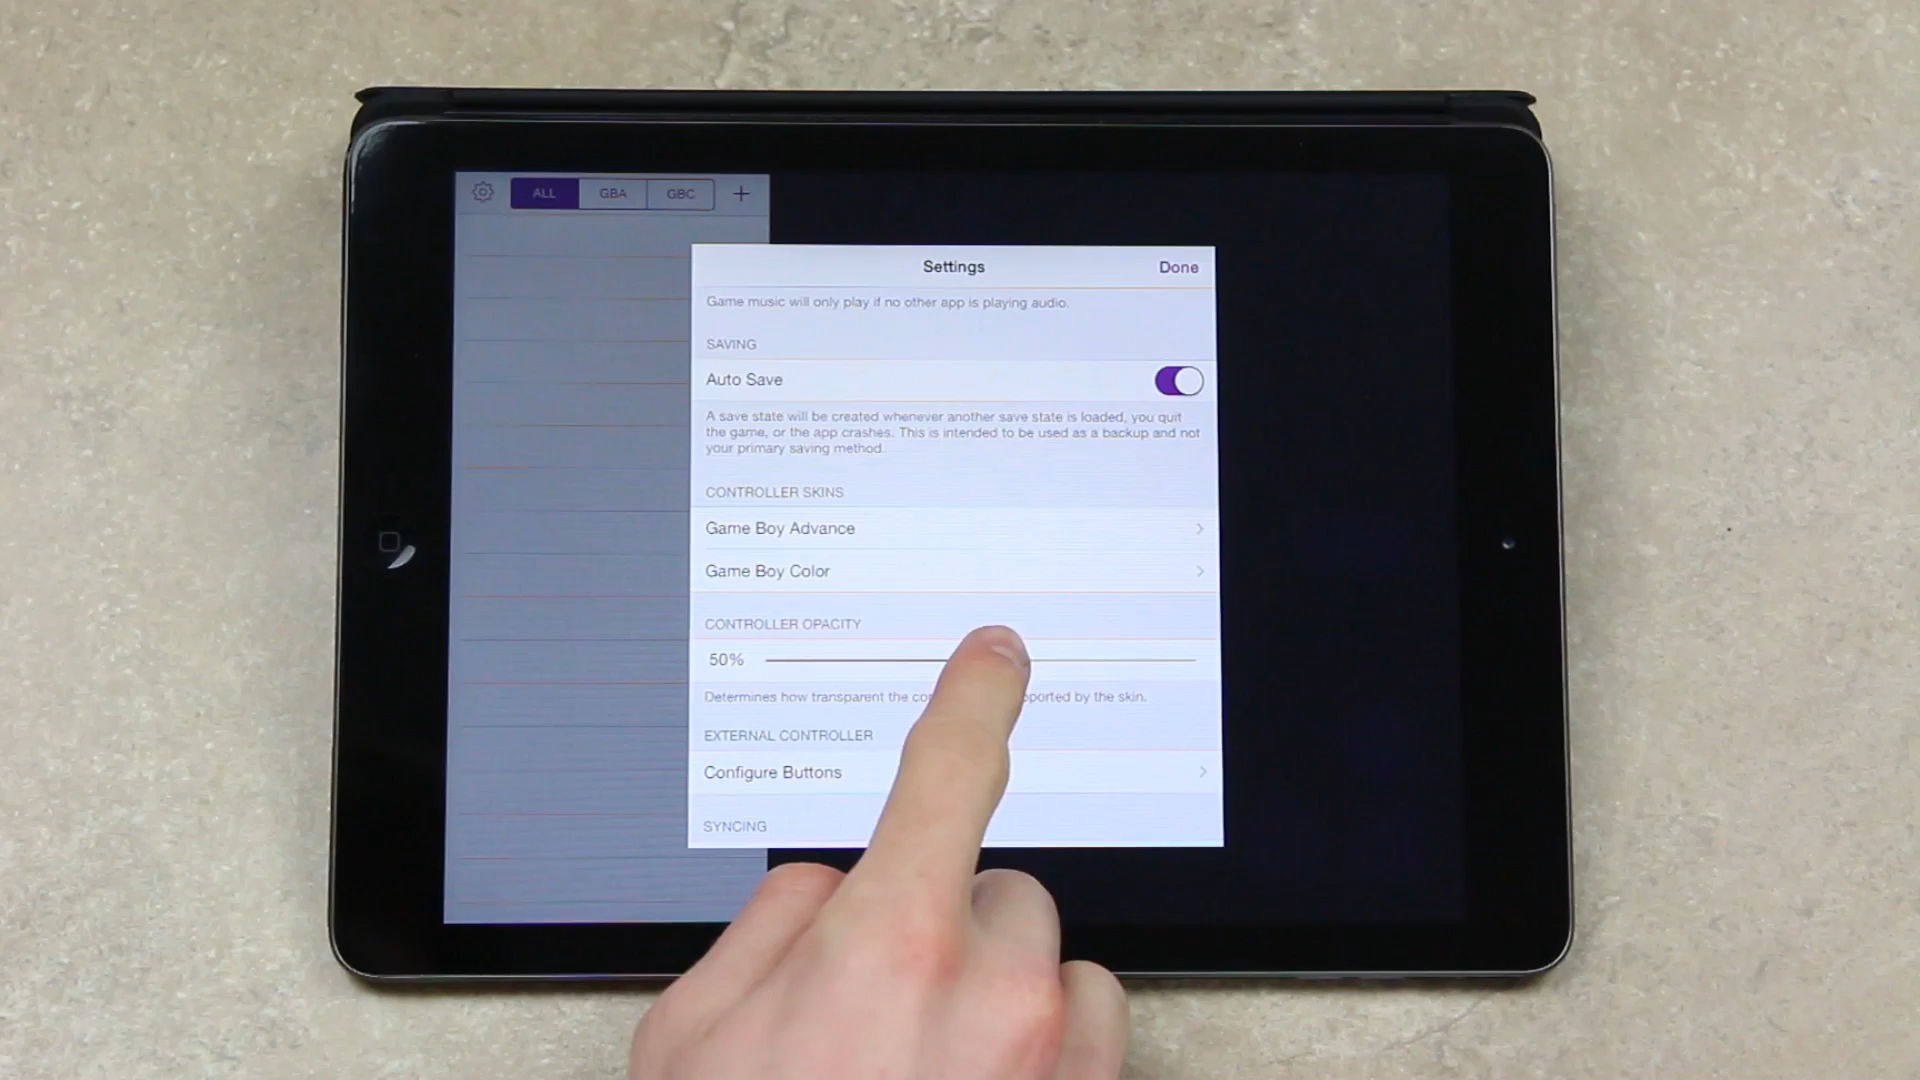 ALL GBA GBC +
Settings Done
Game music will only play if no other app is playing audio.
SAVING
Auto Save
A save state will be created whenever another save state is loaded, you quit
the game, or the app crashes. This is intended to be used as a backup and not
your primary saving method.
CONTROLLER SKINS
Game Boy Advance
Game Boy Color
CONTROLLER OPACITY
50%
Determines how transparent the by the skin.
EXTERNAL CONTROLLER
Configure Buttons
SYNCING